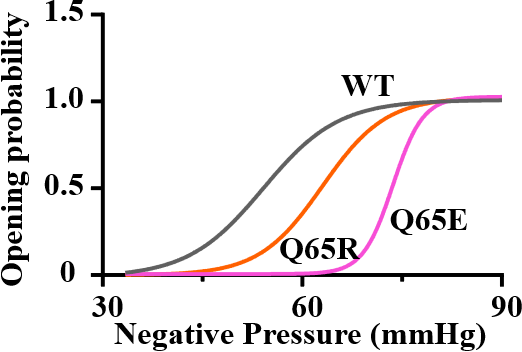 Opening probability
1.5
1.0
0.5
0
WT
Q65R
Q65E
30
60
90
Negative Pressure (mmHg)